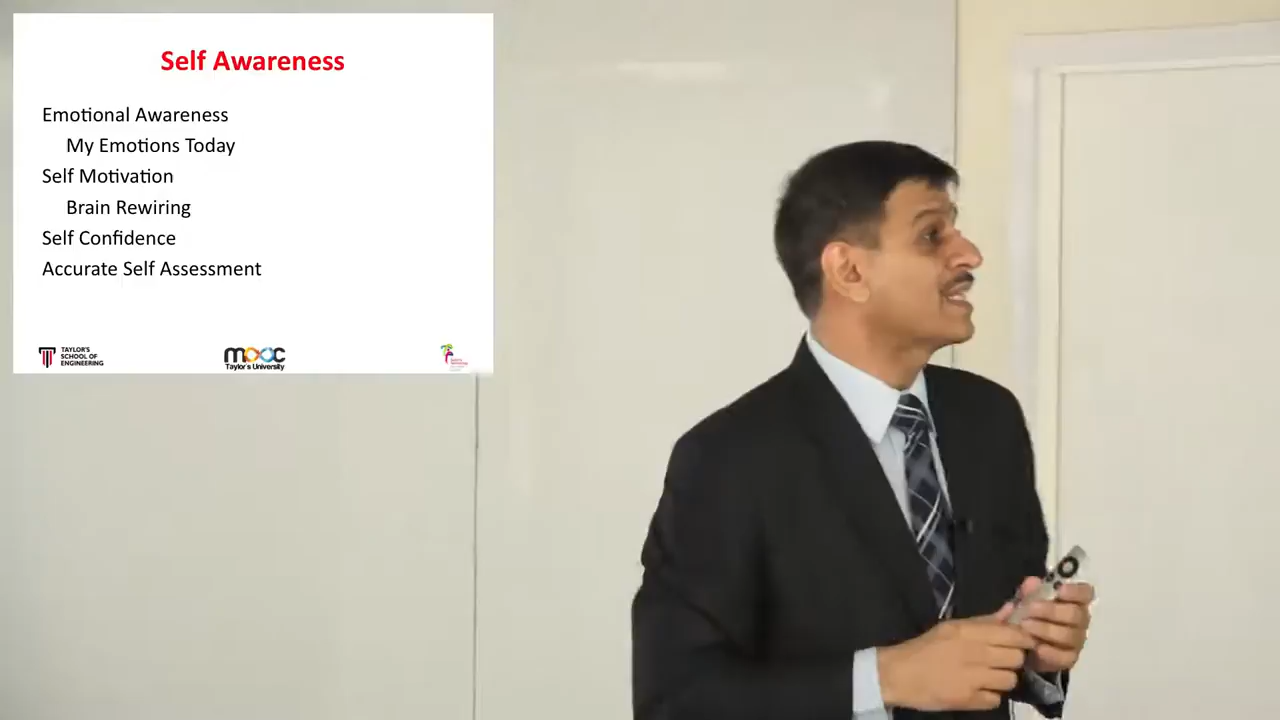 Self Awareness
Emotional Awareness
My Emotions Today
Self Motivation
Brain Rewiring
Self Confidence
Accurate Self Assessment
TAYLOR'S
SCHOOL OF
ENGINEERING
mooc
Taylor's University